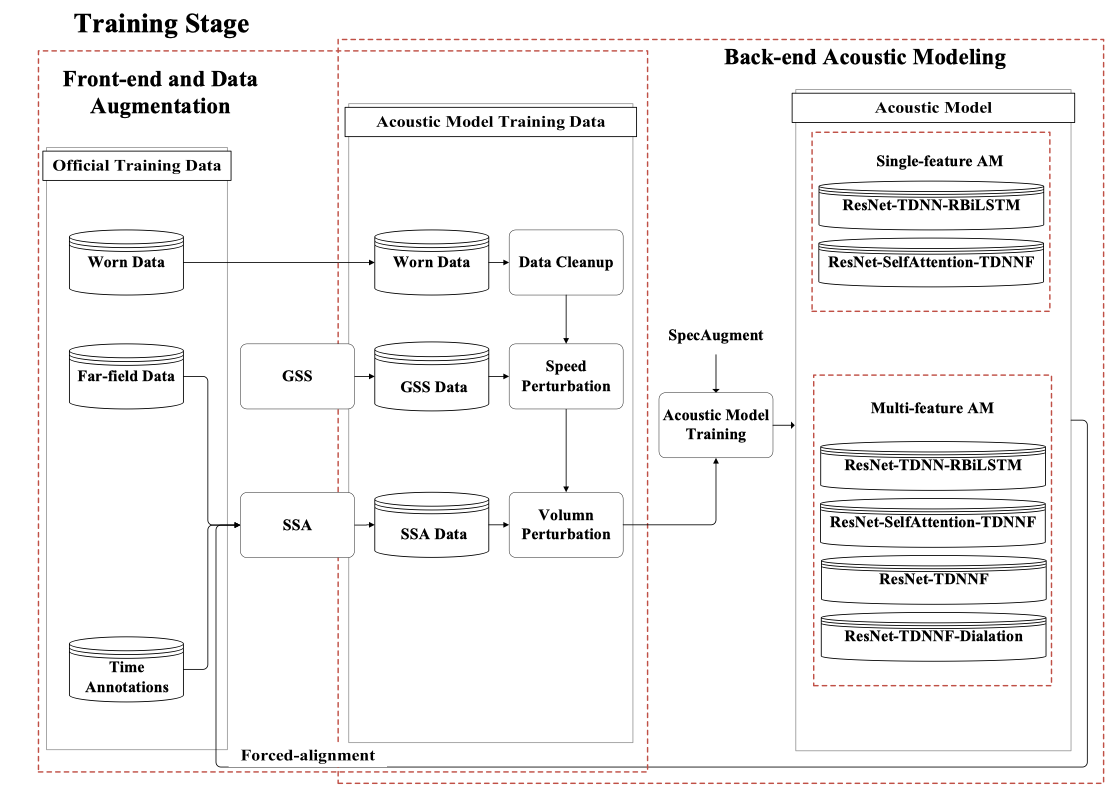 Training Stage
Front-end and Data
Augmentation
Official Training Data
Worn Data
Far-field Data
Time
Annotations
GSS
SSA
Forced-alignment
Acoustic Model Training Data
Worn Data
Data Cleanup
GSS Data
Speed
Perturbation
SSA Data
Volumn
Perturbation
Back-end Acoustic Modeling
SpecAugment
Acoustic Model
Training
Acoustic Model
Single-feature AM
ResNet-TDNN-RBiLSTM
ResNet-SelfAttention-TDNNF
Multi-feature AM
ResNet-TDNN-RBiLSTM
ResNet-SelfAttention-TDNNF
ResNet-TDNNF
ResNet-TDNNF-Dialation